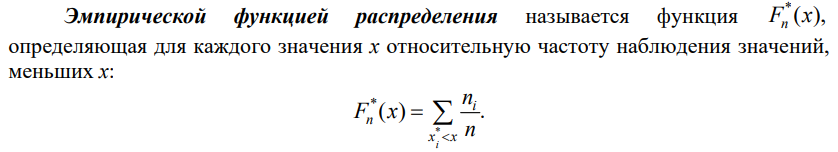 Эмпирической функцией распределения называется функция $F_n^*(x)$,
определяющая для каждого значения x относительную частоту наблюдения значений,
меньших x:
$F_n^*(x) = \sum_{x_i^* < x} \frac{n_i}{n}.$